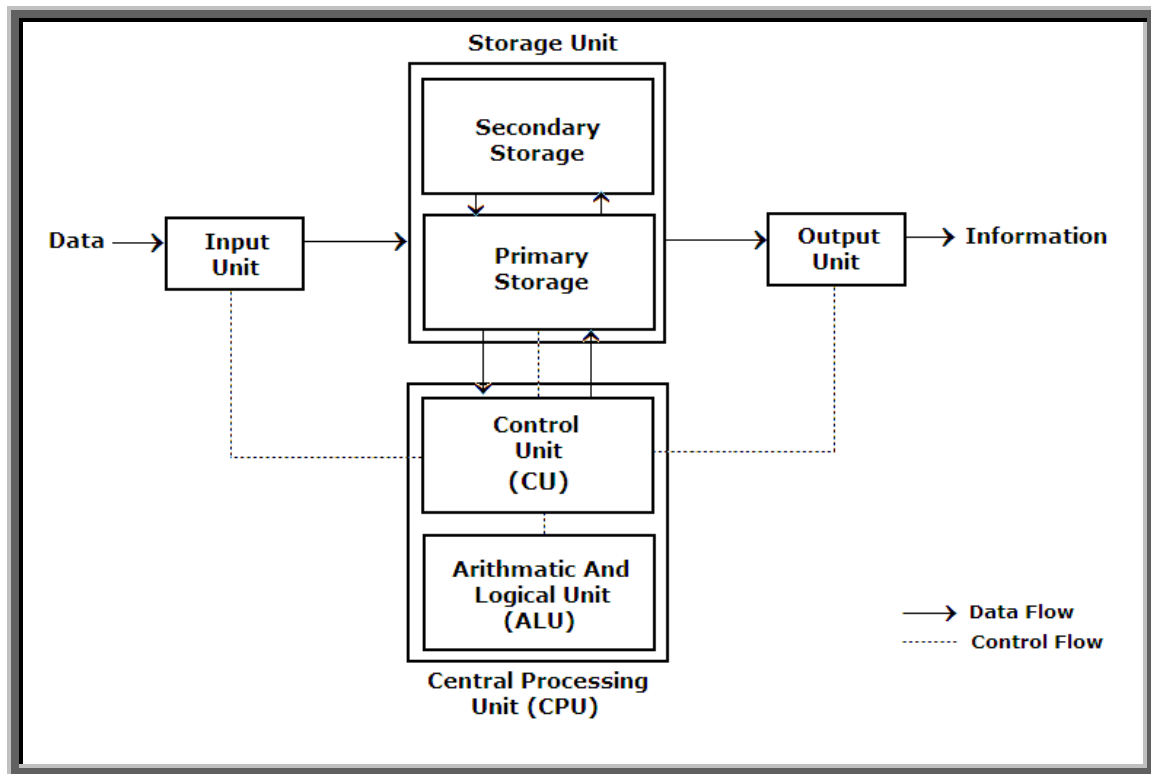 Storage Unit
Secondary
Storage
Data
Input
Unit
Primary
Storage
Output
Unit
Information
Control
Unit
(CU)
Arithmatic And
Logical Unit
(ALU)
Data Flow
Control Flow
Central Processing
Unit (CPU)